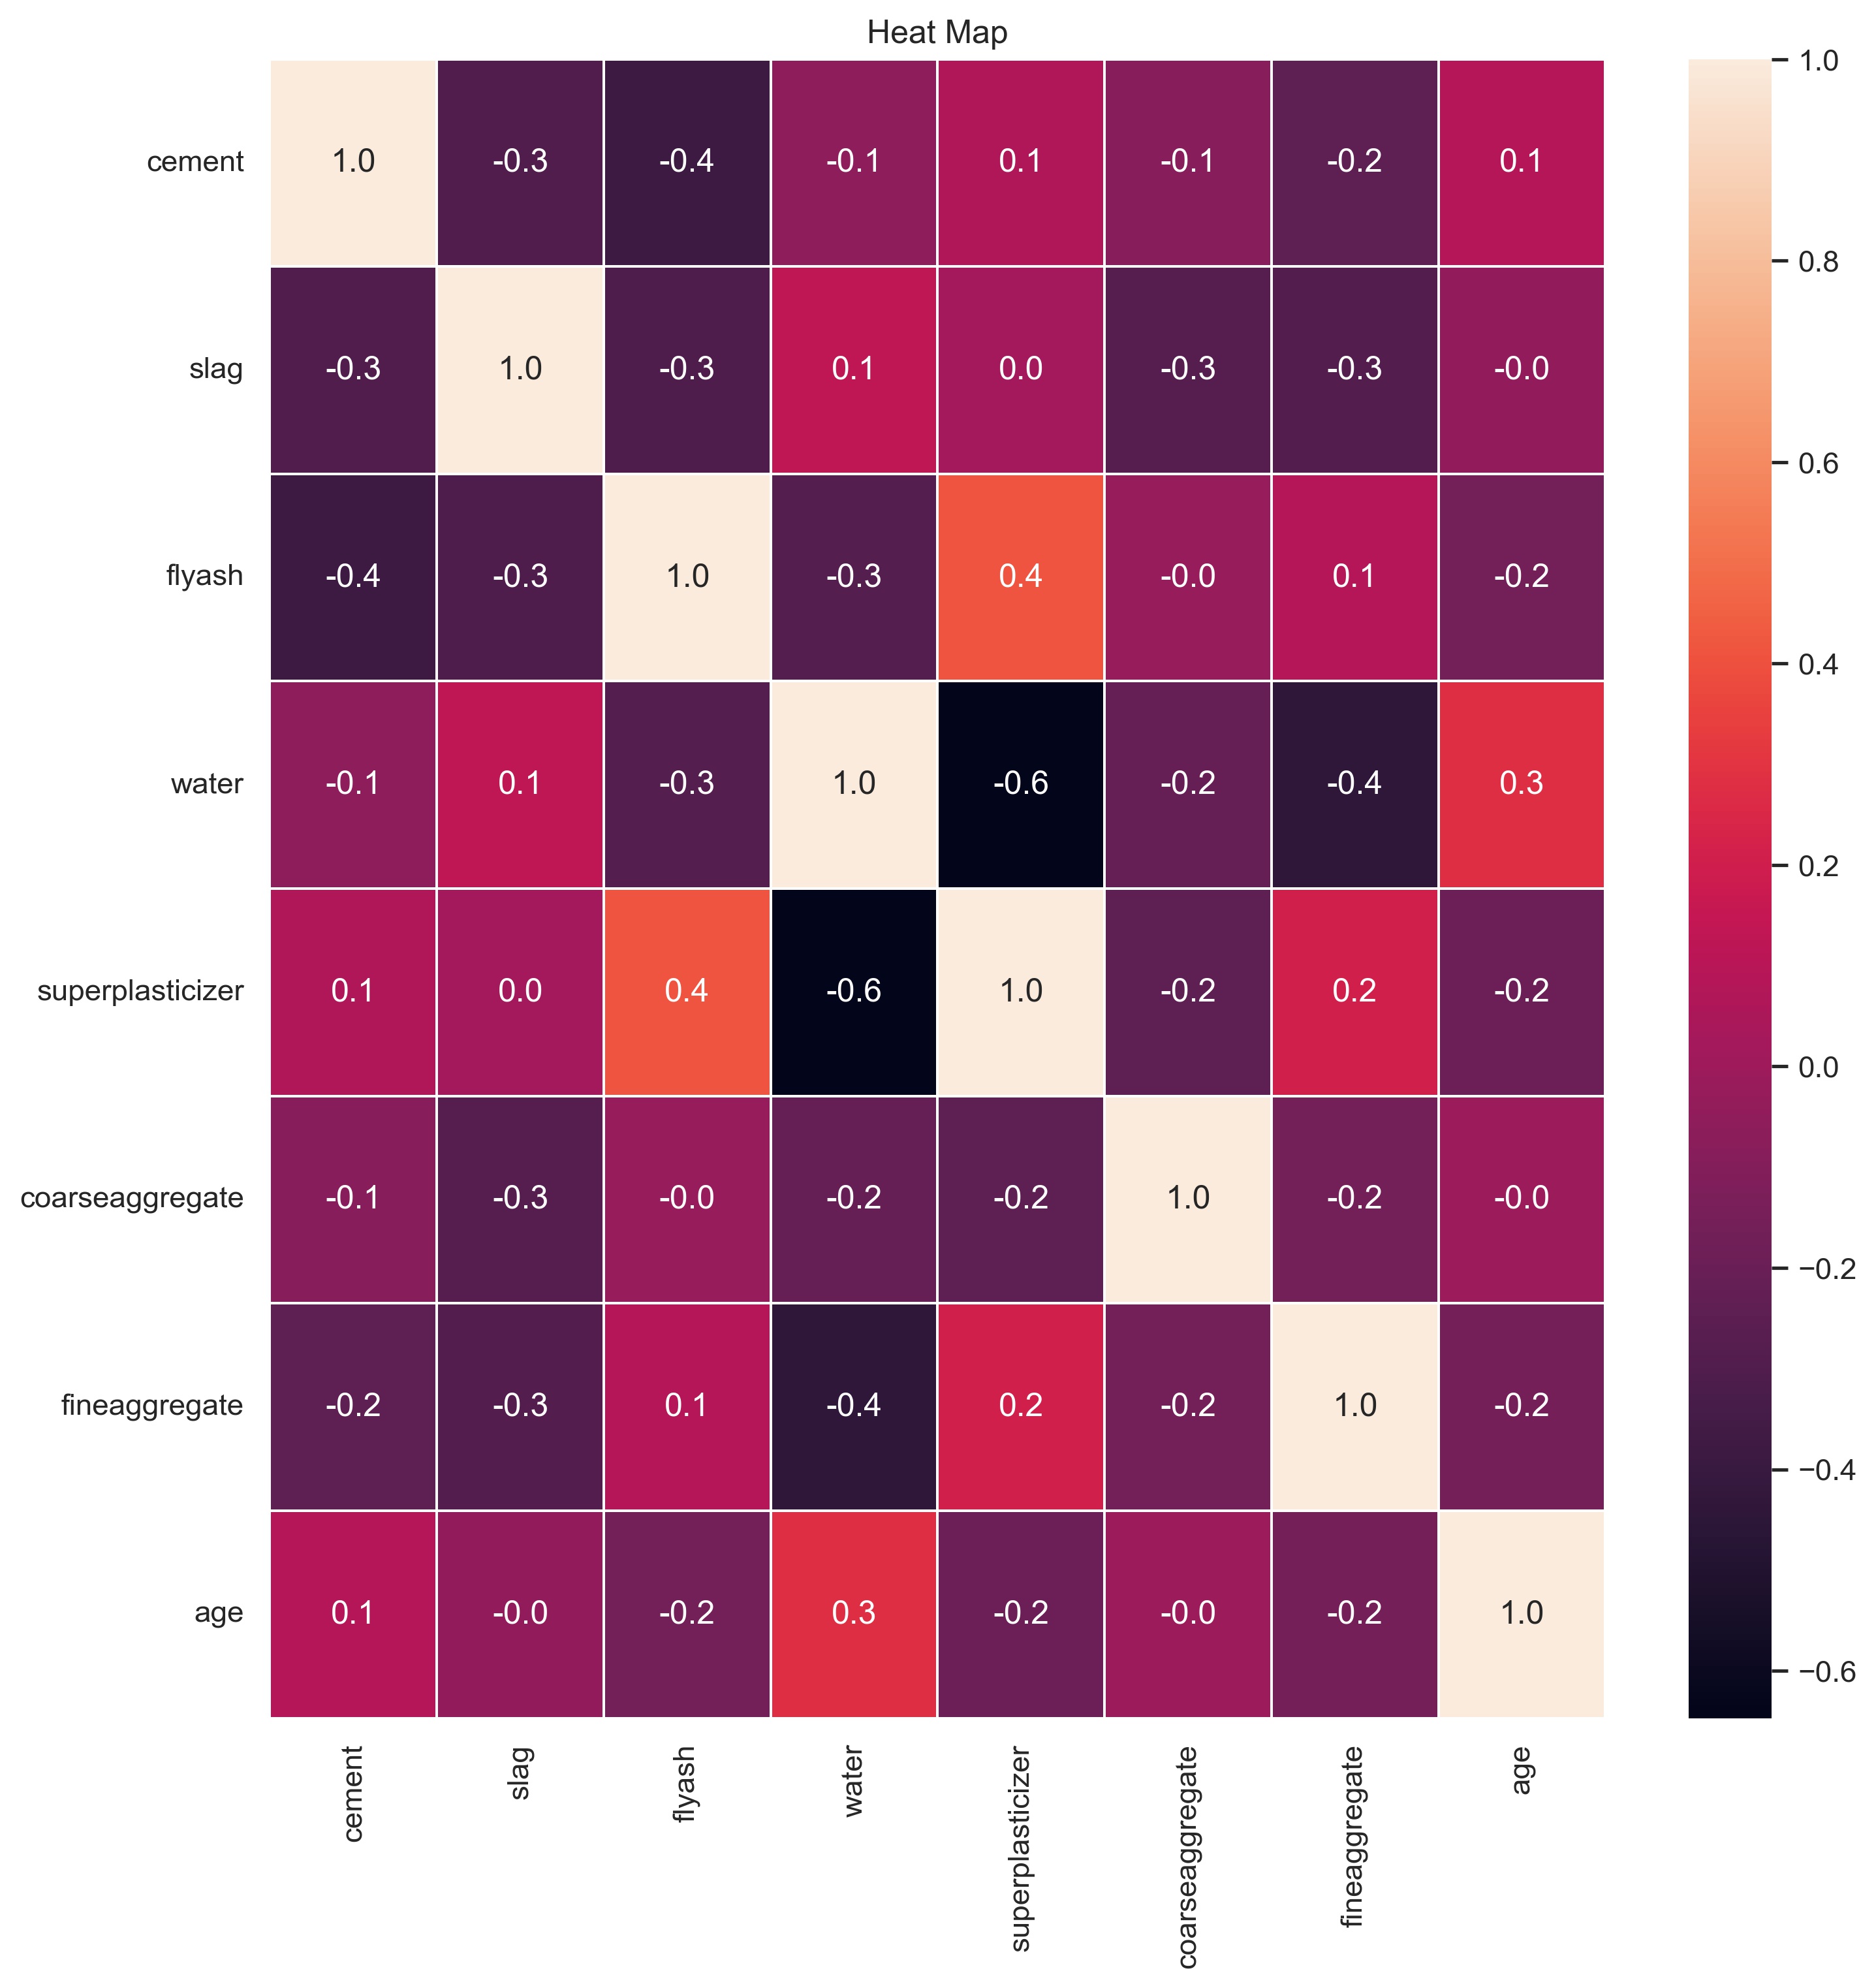 Heat Map
cement 1.0 -0.3 -0.4 -0.1 0.1 -0.1 -0.2 0.1
slag -0.3 1.0 -0.3 0.1 0.0 -0.3 -0.3 -0.0
flyash -0.4 -0.3 1.0 -0.3 0.4 -0.0 0.1 -0.2
water -0.1 0.1 -0.3 1.0 -0.6 -0.2 -0.4 0.3
superplasticizer 0.1 0.0 0.4 -0.6 1.0 -0.2 0.2 -0.2
coarseaggregate -0.1 -0.3 -0.0 -0.2 -0.2 1.0 -0.2 -0.0
fineaggregate -0.2 -0.3 0.1 -0.4 0.2 -0.2 1.0 -0.2
age 0.1 -0.0 -0.2 0.3 -0.2 -0.0 -0.2 1.0
cement
slag
flyash
water
superplasticizer
coarseaggregate
fineaggregate
age
1.0
0.8
0.6
0.4
0.2
0.0
−0.2
−0.4
−0.6